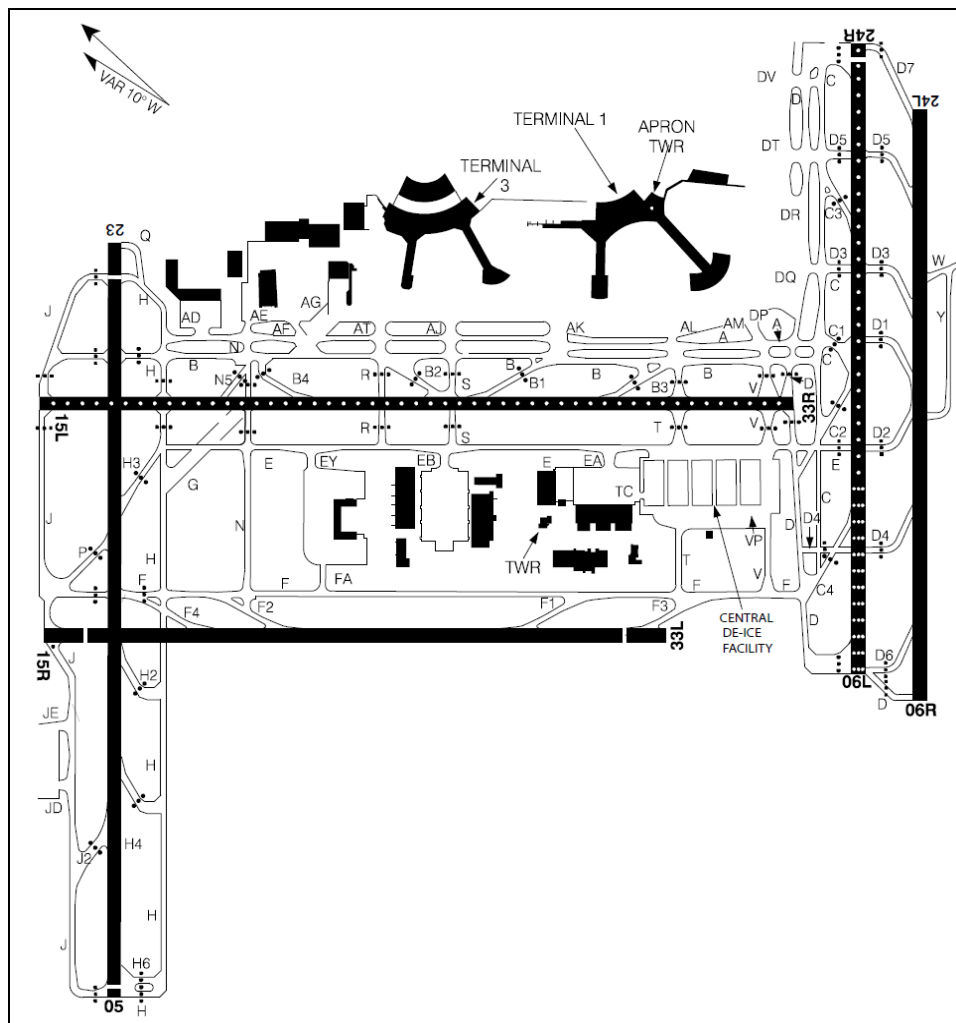 24R
VAR 10° W
DV
C
D7
D
24L
TERMINAL 1
APRON
TWR
DT
D5
D5
TERMINAL
3
23
Q
DR
C3
D3
D3
W
J
H
AD
AE
AG
AF
AT
AJ
AK
AL
AM
A
DP
A
DQ
C
C1
D1
Y
N
B
H
N5
B4
R
B2
S
B
B1
B
B3
B
V
D
C
15L
33R
R
S
T
V
C2
D2
H3
G
E
EY
EB
E
EA
TC
E
C
J
N
D
D4
D4
P
H
TWR
VP
F
F
FA
T
F
V
F
C4
F4
F2
F1
F3
CENTRAL
DE-ICE
FACILITY
D
15R
33L
J
H2
06L
D6
D
06R
JE
H
JD
J2
H4
H
J
H6
05
H